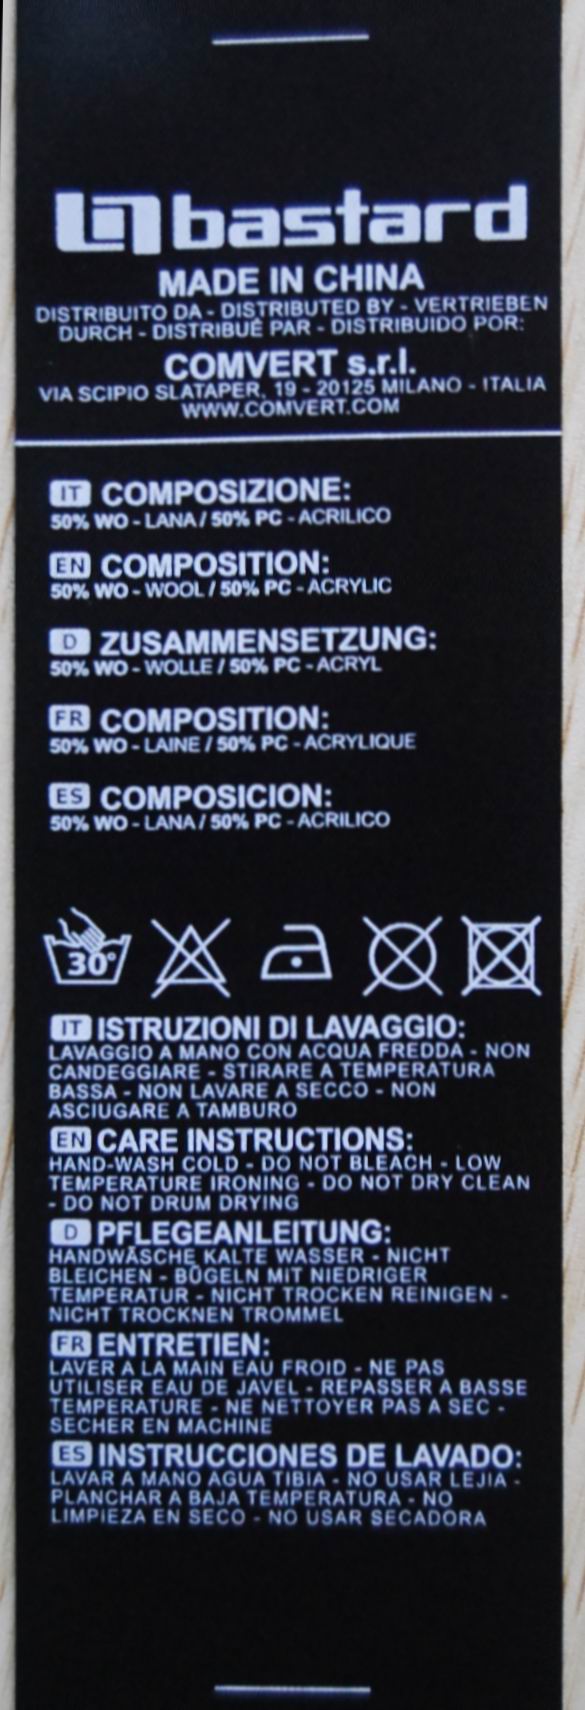 bastard
MADE IN CHINA
DISTRIBUITO DA - DISTRIBUTED BY - VERTRIEBEN
DURCH - DISTRIBUÉ PAR - DISTRIBUIDO POR:
COMVERT s.r.l.
VIA SCIPIO SLATAPER, 19 - 20125 MILANO - ITALIA
WWW.COMVERT.COM
IT COMPOSIZIONE:
50% WO - LANA / 50% PC - ACRILICO
EN COMPOSITION:
50% WO - WOOL / 50% PC - ACRYLIC
D ZUSAMMENSETZUNG:
50% WO - WOLLE / 50% PC - ACRYL
FR COMPOSITION:
50% WO - LAINE / 50% PC - ACRYLIQUE
ES COMPOSICION:
50% WO - LANA / 50% PC - ACRILICO
30°
IT ISTRUZIONI DI LAVAGGIO:
LAVAGGIO A MANO CON ACQUA FREDDA - NON
CANDEGGIARE - STIRARE A TEMPERATURA
BASSA - NON LAVARE A SECCO - NON
ASCIUGARE A TAMBURO
EN CARE INSTRUCTIONS:
HAND-WASH COLD - DO NOT BLEACH - LOW
TEMPERATURE IRONING - DO NOT DRY CLEAN
- DO NOT DRUM DRYING
D PFLEGEANLEITUNG:
HANDWÄSCHE KALTE WASSER - NICHT
BLEICHEN - BÜGELN MIT NIEDRIGER
TEMPERATUR - NICHT TROCKEN REINIGEN -
NICHT TROCKNEN TROMMEL
FR ENTRETIEN:
LAVER A LA MAIN EAU FROID - NE PAS
UTILISER EAU DE JAVEL - REPASSER A BASSE
TEMPERATURE - NE NETTOYER PAS A SEC -
SECHER EN MACHINE
ES INSTRUCCIONES DE LAVADO:
LAVAR A MANO AGUA TIBIA - NO USAR LEJIA -
PLANCHAR A BAJA TEMPERATURA - NO
LIMPIEZA EN SECO - NO USAR SECADORA